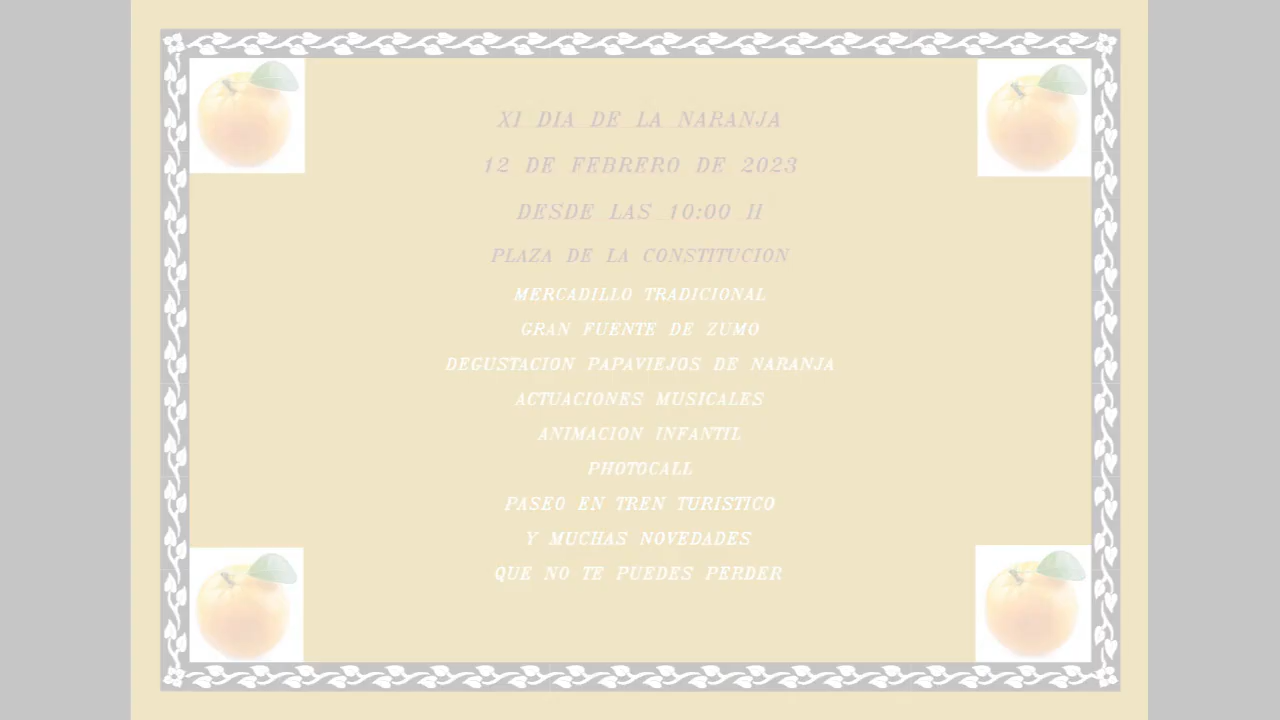 XI DIA DE LA NARANJA
12 DE FEBRERO DE 2023
DESDE LAS 10:00 H
PLAZA DE LA CONSTITUCION
MERCADILLO TRADICIONAL
GRAN FUENTE DE ZUMO
DEGUSTACION PAPAVIEJOS DE NARANJA
ACTUACIONES MUSICALES
ANIMACION INFANTIL
PHOTOCALL
PASEO EN TREN TURISTICO
Y MUCHAS NOVEDADES
QUE NO TE PUEDES PERDER